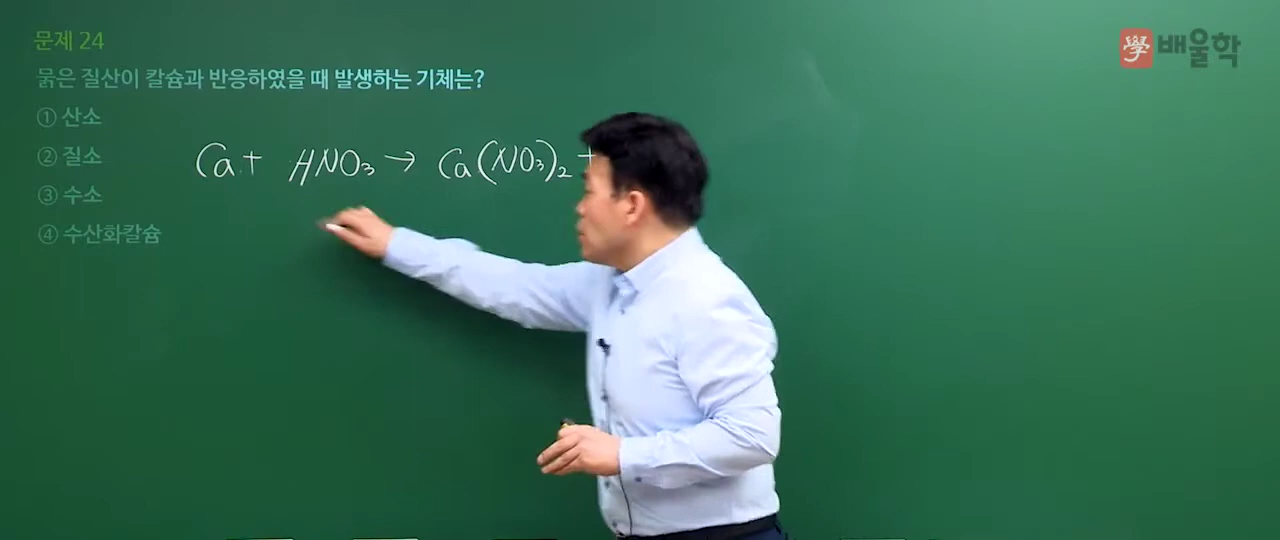 문제 24
學 배울학
묽은 질산이 칼슘과 반응하였을 때 발생하는 기체는?
① 산소
② 질소
③ 수소
④ 수산화칼슘
Ca + HNO₃ → Ca(NO₃)₂ +